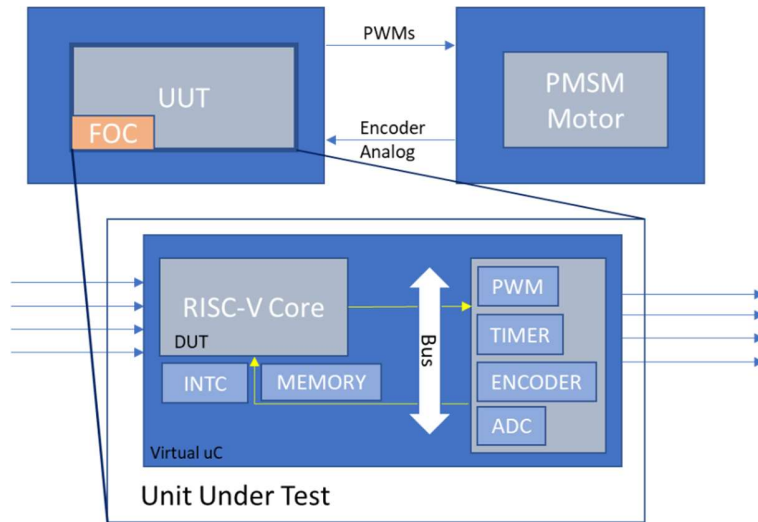 PWMs
UUT
FOC
PMSM
Motor
Encoder
Analog
RISC-V Core
DUT
INTC
MEMORY
Bus
PWM
TIMER
ENCODER
ADC
Virtual uC
Unit Under Test